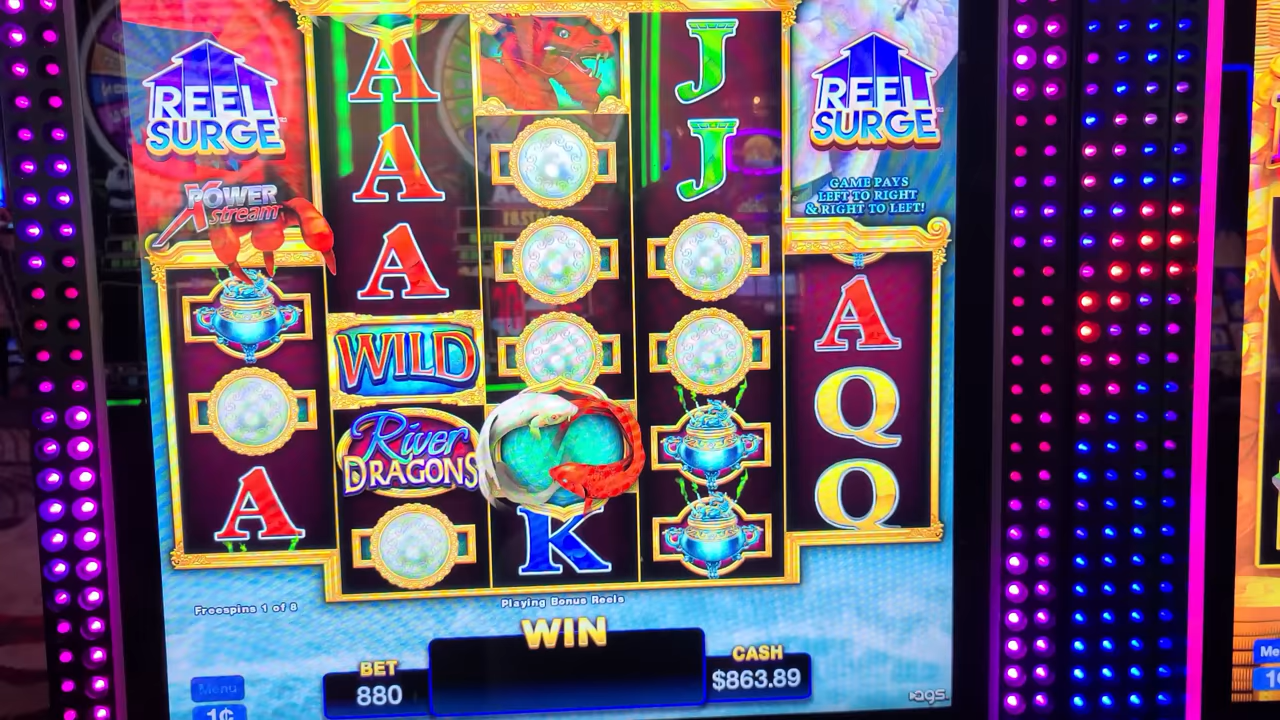 REEL
SURGE
POWER
Xstream
A
A
A
WILD
River
DRAGONS
A
K
J
J
REEL
SURGE
GAME PAYS
LEFT TO RIGHT
& RIGHT TO LEFT!
A
Q
Q
Freespins 1 of 8
Playing Bonus Reels
WIN
BET
880
CASH
$863.89
Menu
1¢
ags
Me